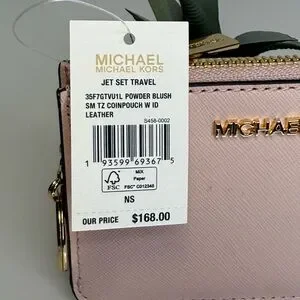 MICHAEL
MICHAEL KORS
JET SET TRAVEL
35F7GTVU1L POWDER BLUSH
SM TZ COINPOUCH W ID
LEATHER
S458-0002
1 93599 69367 5
FSC
MIX
Paper
FSC® C012345
NS
OUR PRICE $168.00
MICHAEL